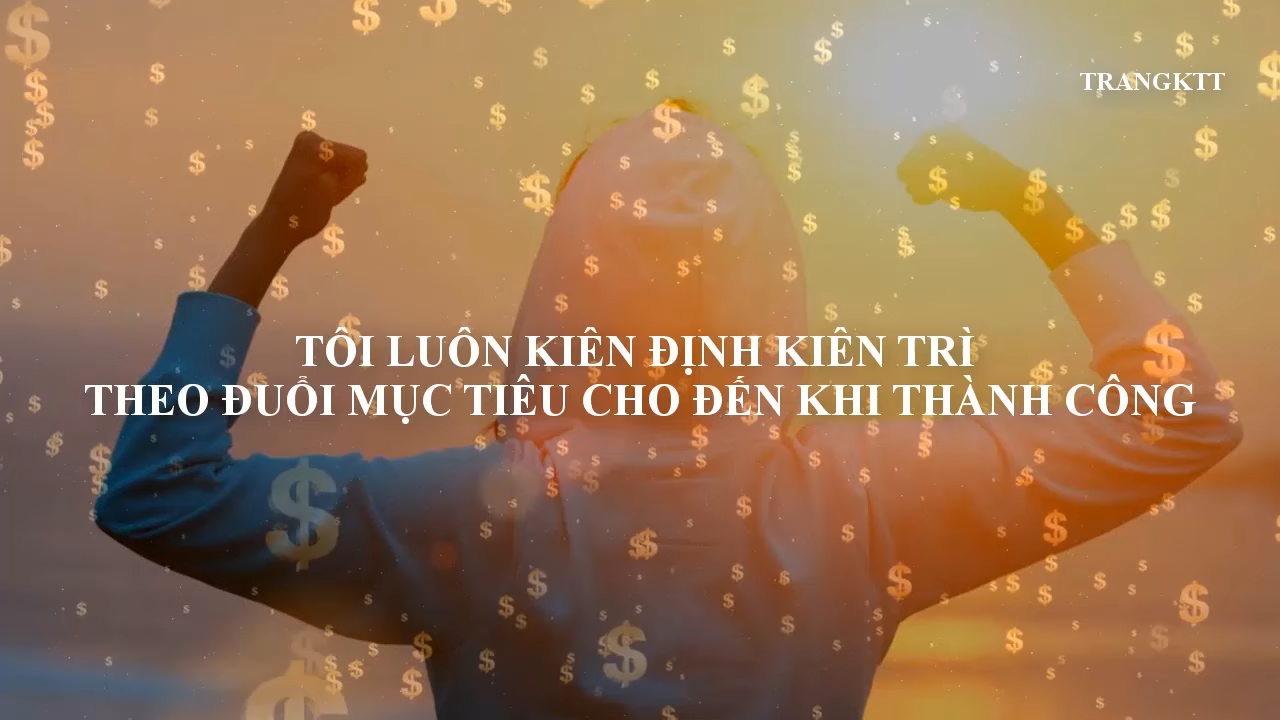 TRANGKTT
TÔI LUÔN KIÊN ĐỊNH KIÊN TRÌ
THEO ĐUỔI MỤC TIÊU CHO ĐẾN KHI THÀNH CÔNG